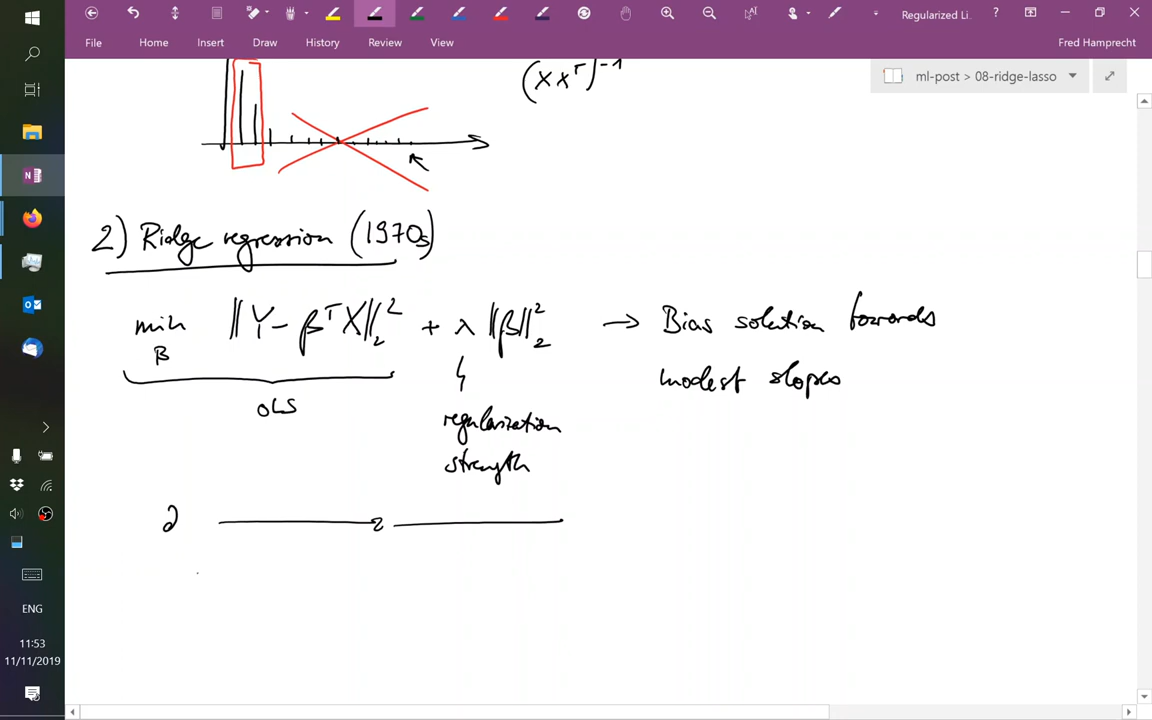 Regularized Li...
File Home Insert Draw History Review View Fred Hamprecht
ml-post > 08-ridge-lasso
(XXᵀ)⁻¹
2) Ridge regression (1970s)
min ‖Y − βᵀX‖₂² + λ ‖β‖₂² → Bias solution towards
β
modest slopes
OLS
regularization
strength
∂
ENG
11:53
11/11/2019